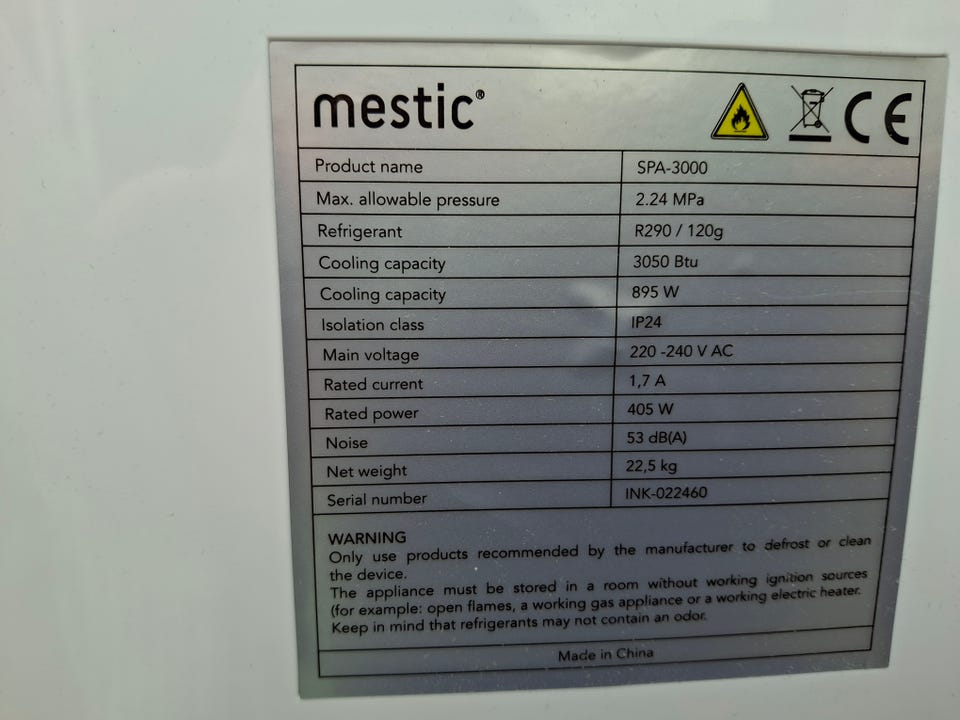 mestic®
CE
Product name SPA-3000
Max. allowable pressure 2.24 MPa
Refrigerant R290 / 120g
Cooling capacity 3050 Btu
Cooling capacity 895 W
Isolation class IP24
Main voltage 220 -240 V AC
Rated current 1,7 A
Rated power 405 W
Noise 53 dB(A)
Net weight 22,5 kg
Serial number INK-022460
WARNING
Only use products recommended by the manufacturer to defrost or clean
the device.
The appliance must be stored in a room without working ignition sources
(for example: open flames, a working gas appliance or a working electric heater.
Keep in mind that refrigerants may not contain an odor.
Made in China